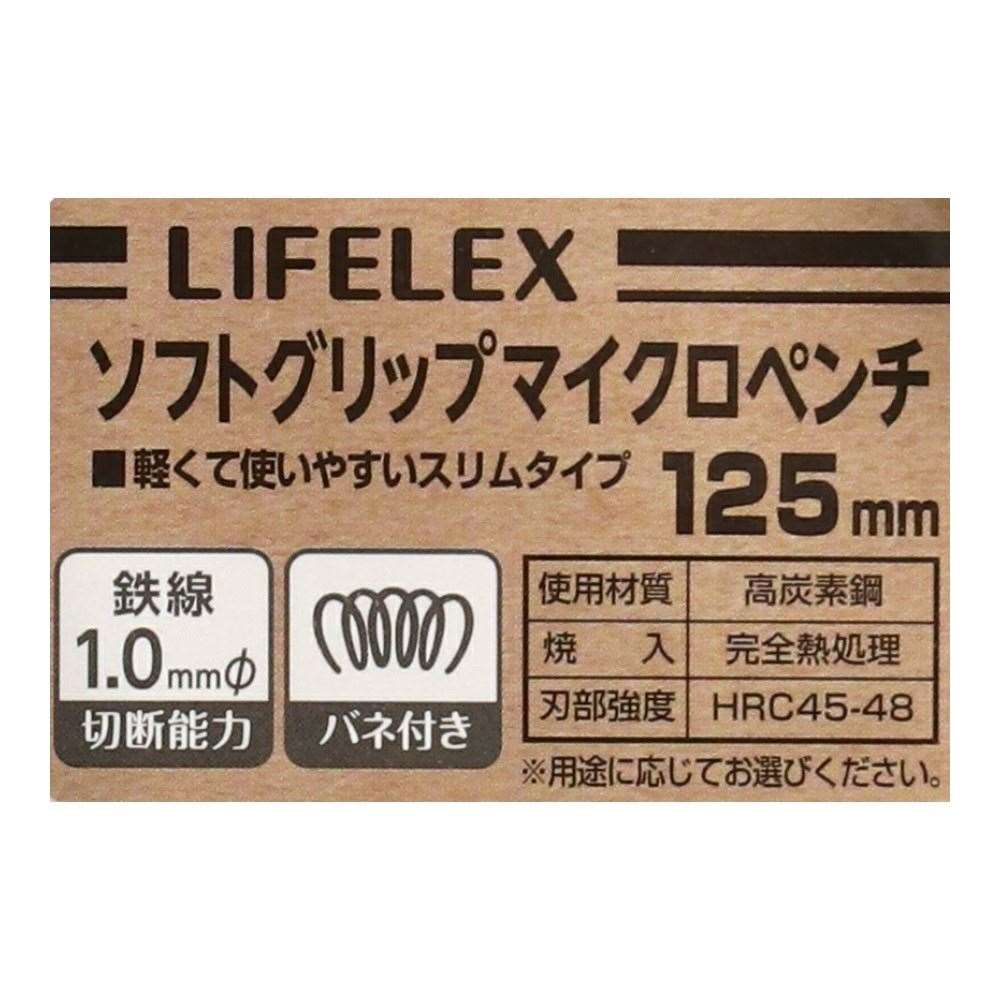 LIFELEX
ソフトグリップマイクロペンチ
■軽くて使いやすいスリムタイプ 125mm
鉄線
1.0mmφ
切断能力
バネ付き
使用材質 高炭素鋼
焼入 完全熱処理
刃部強度 HRC45-48
※用途に応じてお選びください。